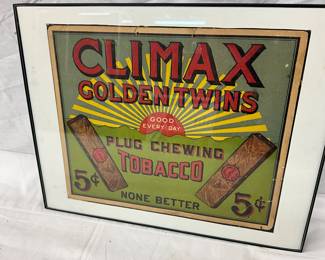 CLIMAX
GOLDEN TWINS
GOOD
EVERY DAY
PLUG CHEWING
TOBACCO
5¢ 5¢
NONE BETTER